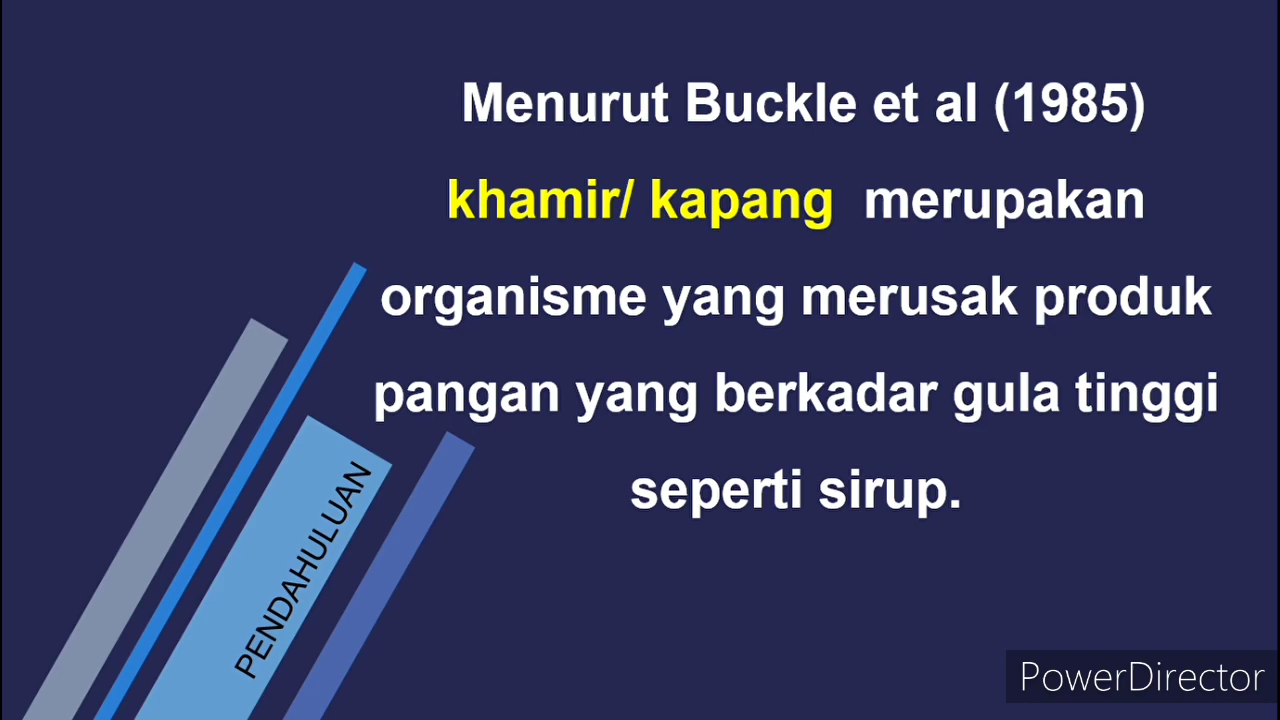 Menurut Buckle et al (1985)
khamir/ kapang merupakan
organisme yang merusak produk
pangan yang berkadar gula tinggi
seperti sirup.
PENDAHULUAN
PowerDirector